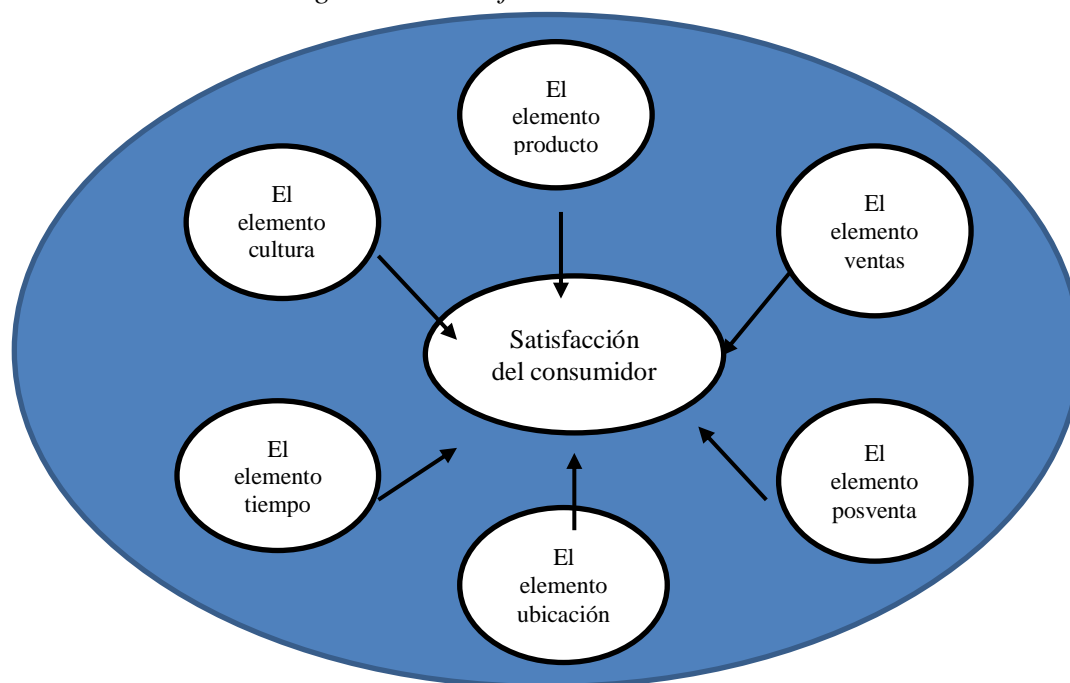 El
elemento
producto
El
elemento
cultura
El
elemento
ventas
Satisfacción
del consumidor
El
elemento
tiempo
El
elemento
posventa
El
elemento
ubicación